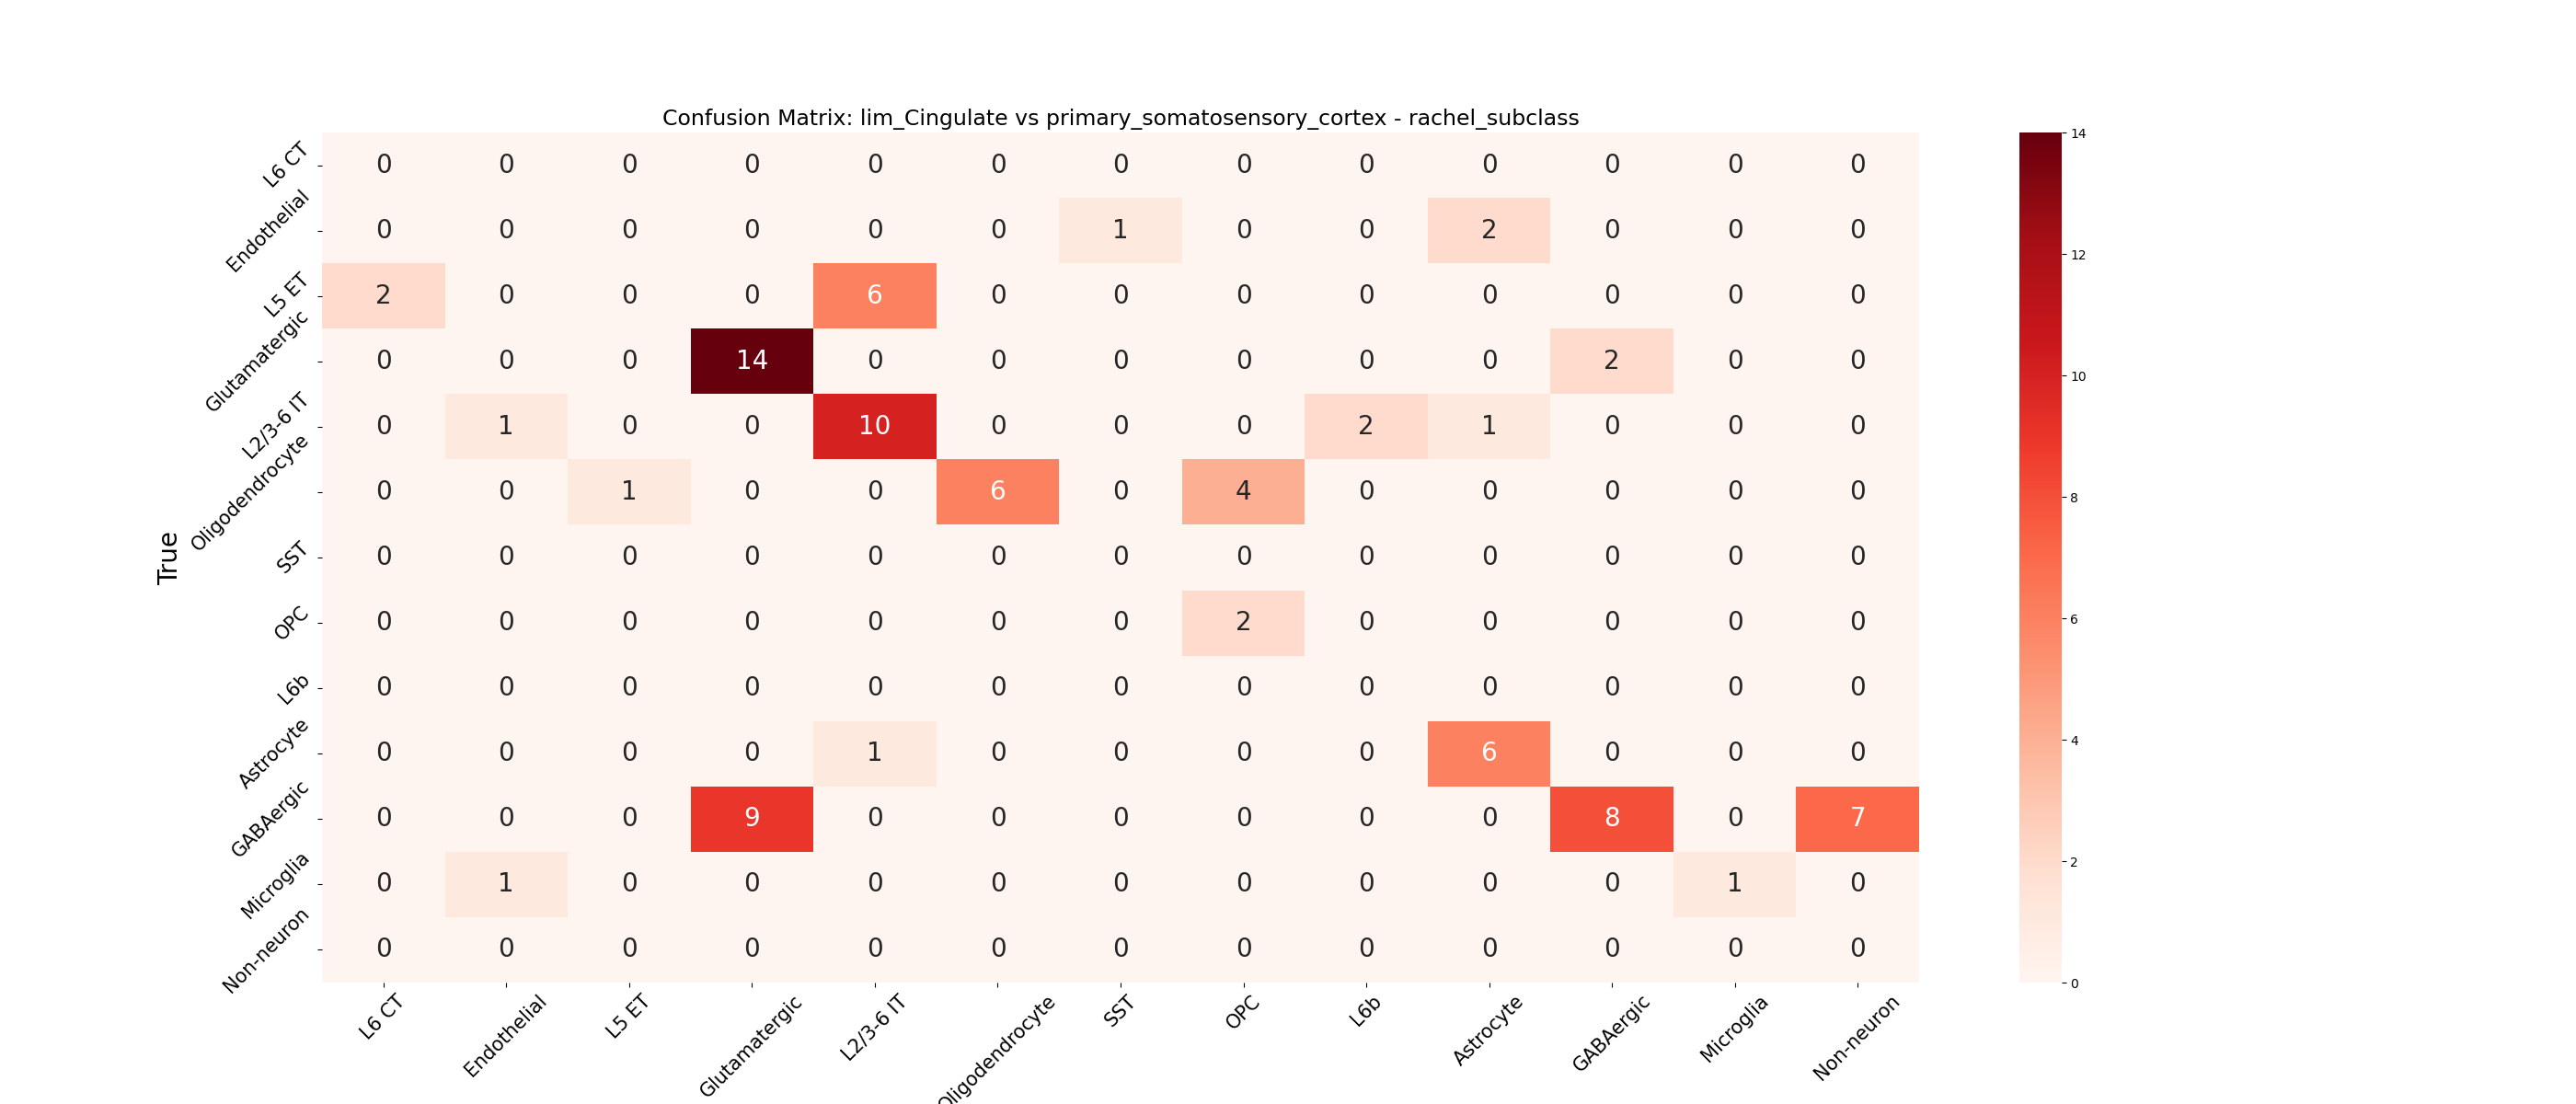 Confusion Matrix: lim_Cingulate vs primary_somatosensory_cortex - rachel_subclass
True
L6 CT 0 0 0 0 0 0 0 0 0 0 0 0 0
Endothelial 0 0 0 0 0 0 1 0 0 2 0 0 0
L5 ET 2 0 0 0 6 0 0 0 0 0 0 0 0
Glutamatergic 0 0 0 14 0 0 0 0 0 0 2 0 0
L2/3-6 IT 0 1 0 0 10 0 0 0 2 1 0 0 0
Oligodendrocyte 0 0 1 0 0 6 0 4 0 0 0 0 0
SST 0 0 0 0 0 0 0 0 0 0 0 0 0
OPC 0 0 0 0 0 0 0 2 0 0 0 0 0
L6b 0 0 0 0 0 0 0 0 0 0 0 0 0
Astrocyte 0 0 0 0 1 0 0 0 0 6 0 0 0
GABAergic 0 0 0 9 0 0 0 0 0 0 8 0 7
Microglia 0 1 0 0 0 0 0 0 0 0 0 1 0
Non-neuron 0 0 0 0 0 0 0 0 0 0 0 0 0
L6 CT Endothelial L5 ET Glutamatergic L2/3-6 IT Oligodendrocyte SST OPC L6b Astrocyte GABAergic Microglia Non-neuron
14
12
10
8
6
4
2
0